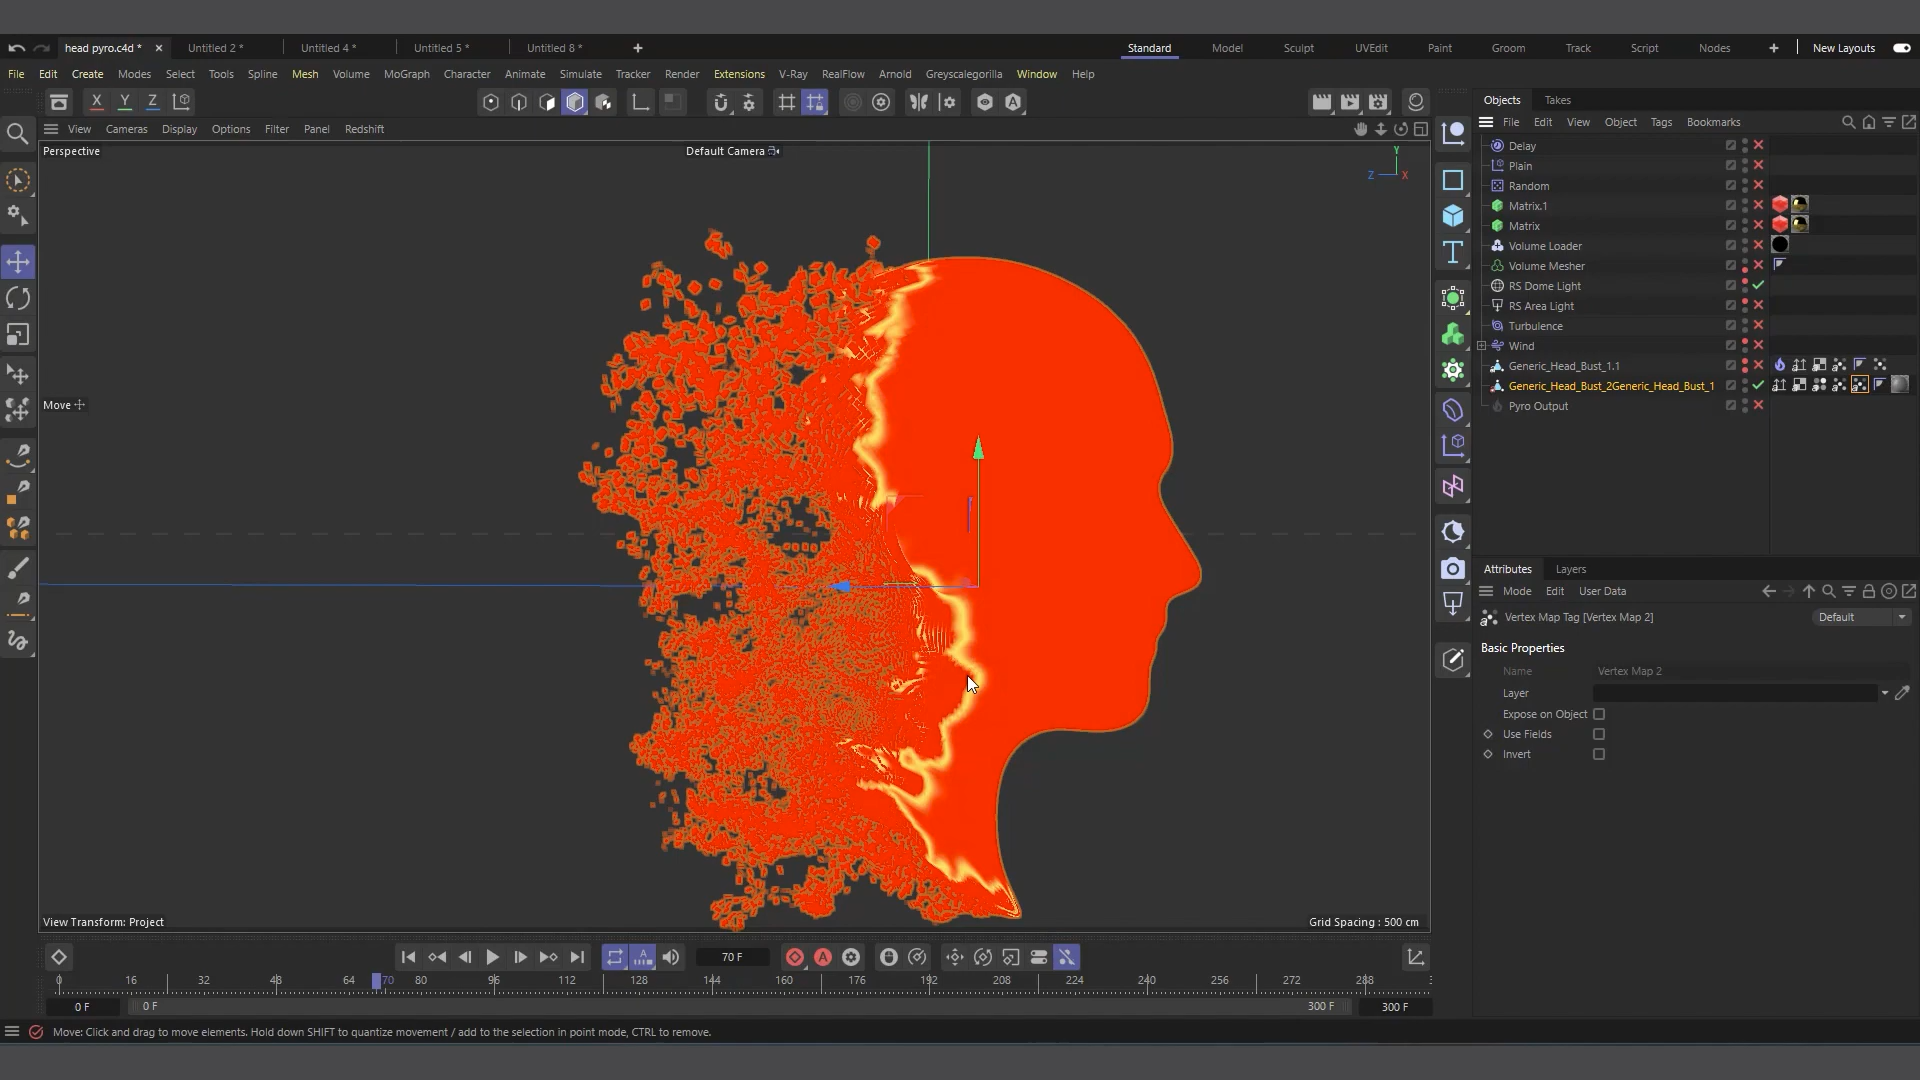 head pyro.c4d *
Untitled 2 *
Untitled 4 *
Untitled 5 *
Untitled 8 *
Standard
Model
Sculpt
UVEdit
Paint
Groom
Track
Script
Nodes
New Layouts
File Edit Create Modes Select Tools Spline Mesh Volume MoGraph Character Animate Simulate Tracker Render Extensions V-Ray RealFlow Arnold Greyscalegorilla Window Help
X Y Z
Objects Takes
View Cameras Display Options Filter Panel Redshift
File Edit View Object Tags Bookmarks
Perspective
Default Camera
Y
Z X
Delay
Plain
Random
Matrix.1
Matrix
Volume Loader
Volume Mesher
RS Dome Light
RS Area Light
Turbulence
Wind
Generic_Head_Bust_1.1
Generic_Head_Bust_2Generic_Head_Bust_1
Pyro Output
Move
Attributes Layers
Mode Edit User Data
Vertex Map Tag [Vertex Map 2]
Default
Basic Properties
Name Vertex Map 2
Layer
Expose on Object
Use Fields
Invert
View Transform: Project
Grid Spacing : 500 cm
70 F
0 16 32 48 64 70 80 96 112 128 144 160 176 192 208 224 240 256 272 288
0 F 0 F 300 F 300 F
Move: Click and drag to move elements. Hold down SHIFT to quantize movement / add to the selection in point mode, CTRL to remove.